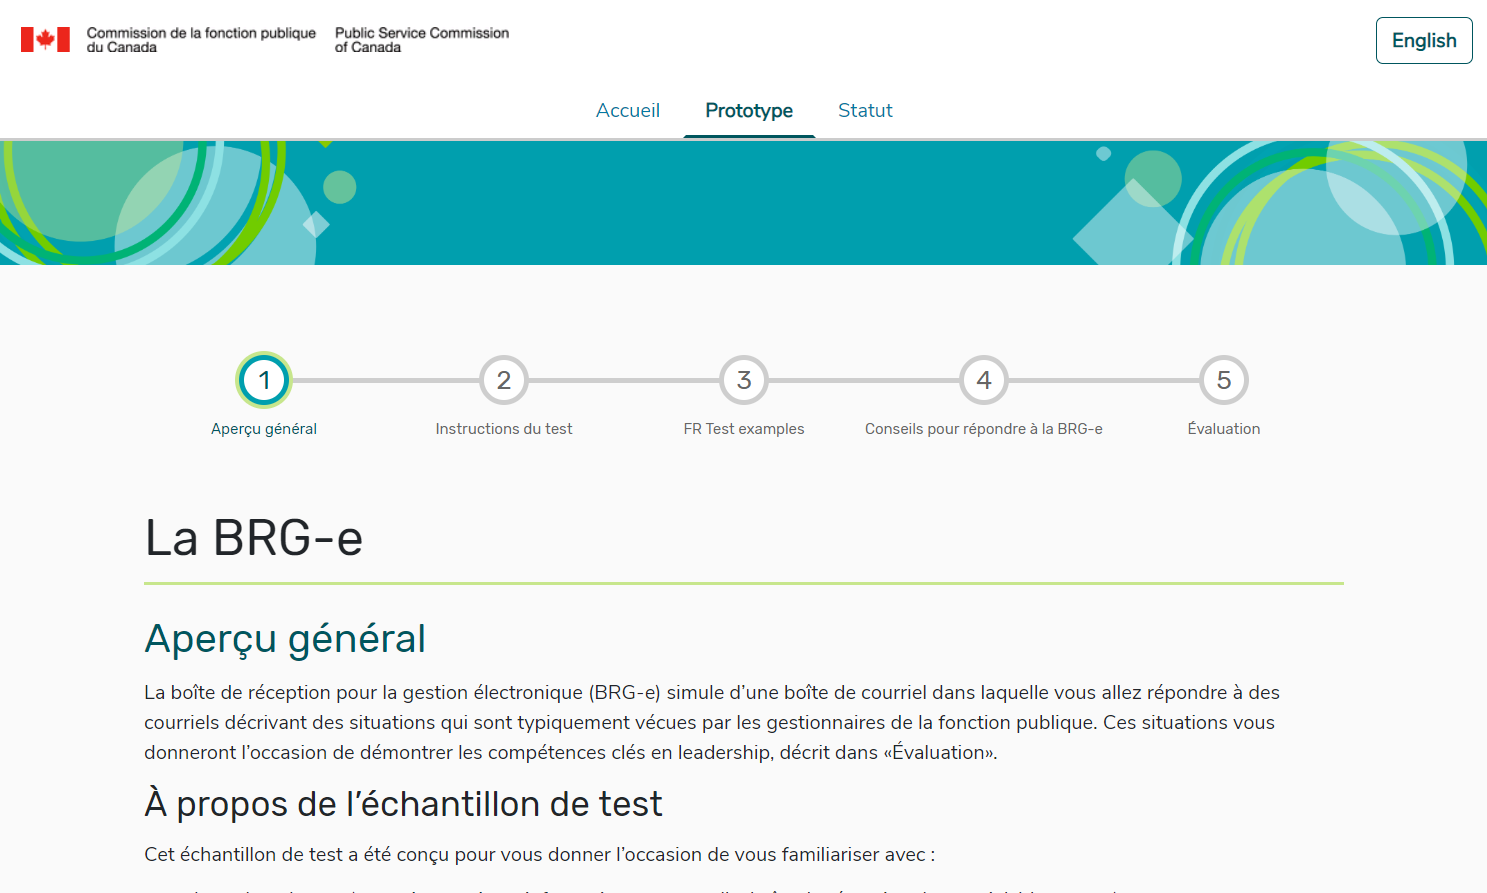 Commission de la fonction publique
du Canada
Public Service Commission
of Canada
English
Accueil
Prototype
Statut
1
2
3
4
5
Aperçu général
Instructions du test
FR Test examples
Conseils pour répondre à la BRG-e
Évaluation
La BRG-e
Aperçu général
La boîte de réception pour la gestion électronique (BRG-e) simule d’une boîte de courriel dans laquelle vous allez répondre à des
courriels décrivant des situations qui sont typiquement vécues par les gestionnaires de la fonction publique. Ces situations vous
donneront l’occasion de démontrer les compétences clés en leadership, décrit dans «Évaluation».
À propos de l’échantillon de test
Cet échantillon de test a été conçu pour vous donner l’occasion de vous familiariser avec :